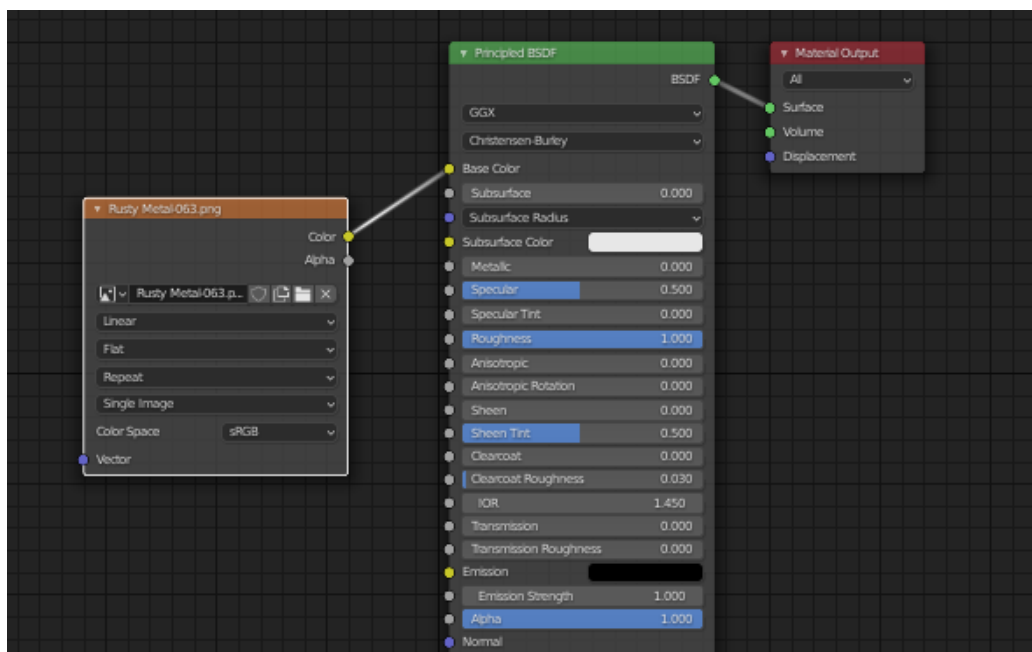 Rusty Metal-063.png
Color
Alpha
Rusty Metal-063.p...
Linear
Flat
Repeat
Single Image
Color Space sRGB
Vector
Principled BSDF
BSDF
GGX
Christensen-Burley
Base Color
Subsurface 0.000
Subsurface Radius
Subsurface Color
Metallic 0.000
Specular 0.500
Specular Tint 0.000
Roughness 1.000
Anisotropic 0.000
Anisotropic Rotation 0.000
Sheen 0.000
Sheen Tint 0.500
Clearcoat 0.000
Clearcoat Roughness 0.030
IOR 1.450
Transmission 0.000
Transmission Roughness 0.000
Emission
Emission Strength 1.000
Alpha 1.000
Normal
Material Output
All
Surface
Volume
Displacement